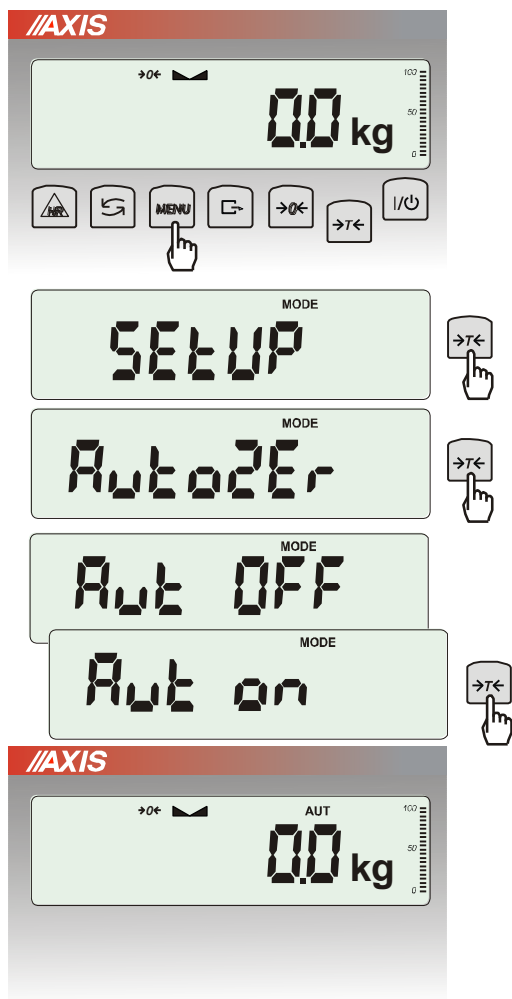 //AXIS
→0← 100
50
0.0 kg
0
HR MENU →0← →T← I/⏻
MODE
SEtUP
→T←
MODE
AutoZEr
→T←
MODE
Aut OFF
MODE
Aut on
→T←
//AXIS
→0← AUT 100
50
0.0 kg
0